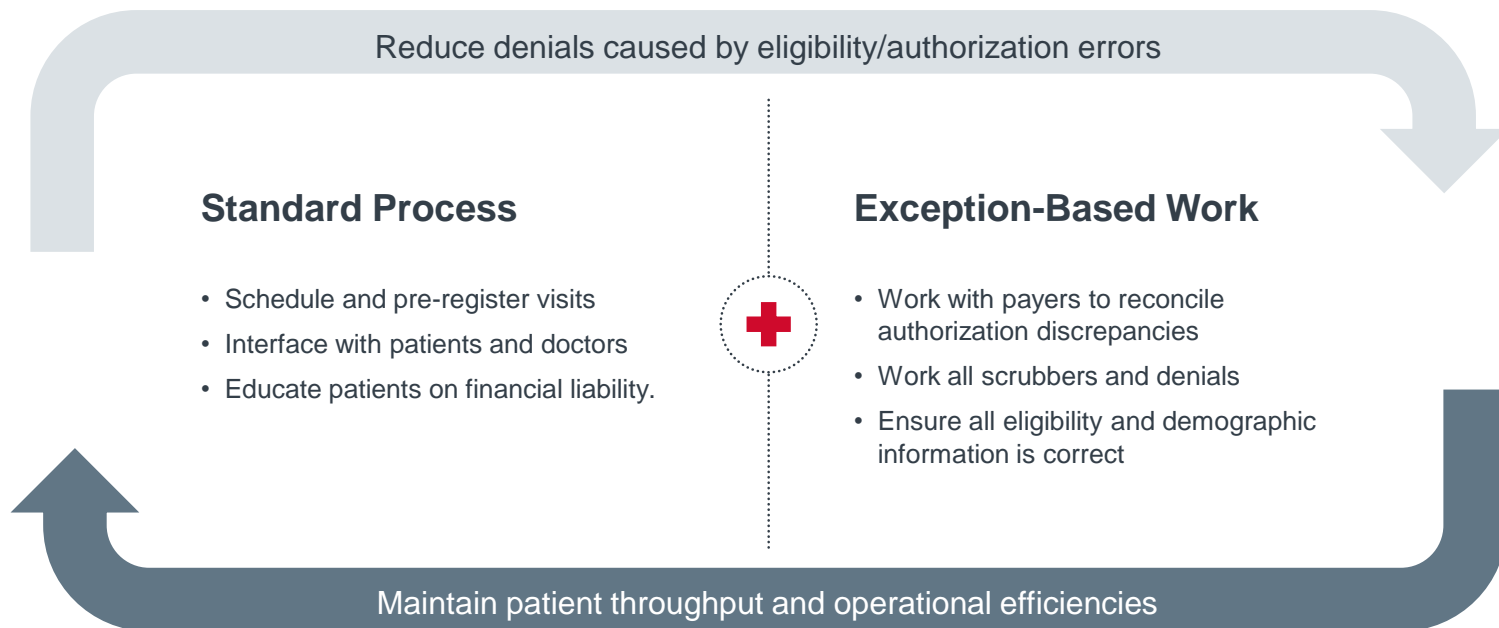 Reduce denials caused by eligibility/authorization errors
Standard Process
• Schedule and pre-register visits
• Interface with patients and doctors
• Educate patients on financial liability.
Exception-Based Work
• Work with payers to reconcile
authorization discrepancies
• Work all scrubbers and denials
• Ensure all eligibility and demographic
information is correct
Maintain patient throughput and operational efficiencies